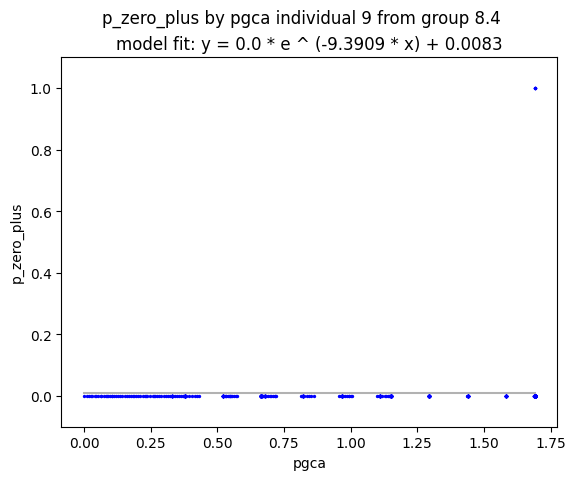 p_zero_plus by pgca individual 9 from group 8.4
model fit: y = 0.0 * e ^ (-9.3909 * x) + 0.0083
1.0
0.8
0.6
0.4
0.2
0.0
p_zero_plus
0.00 0.25 0.50 0.75 1.00 1.25 1.50 1.75
pgca